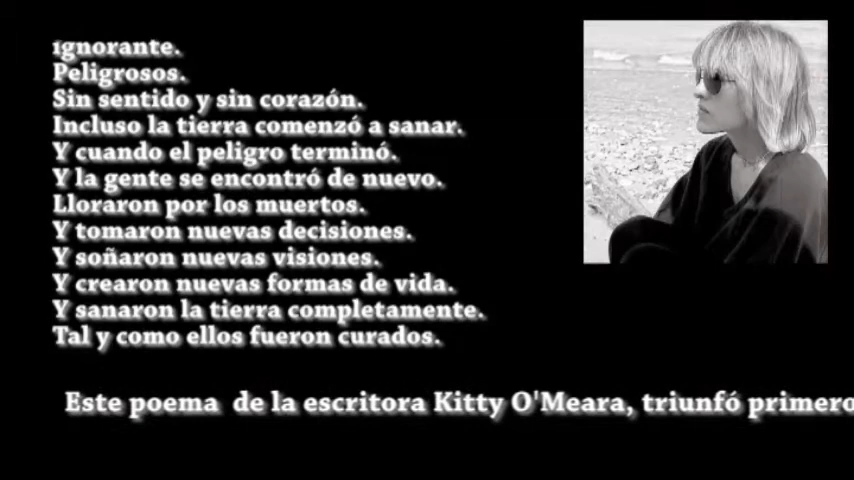 ignorante.
Peligrosos.
Sin sentido y sin corazón.
Incluso la tierra comenzó a sanar.
Y cuando el peligro terminó.
Y la gente se encontró de nuevo.
Lloraron por los muertos.
Y tomaron nuevas decisiones.
Y soñaron nuevas visiones.
Y crearon nuevas formas de vida.
Y sanaron la tierra completamente.
Tal y como ellos fueron curados.
Este poema de la escritora Kitty O'Meara, triunfó primero